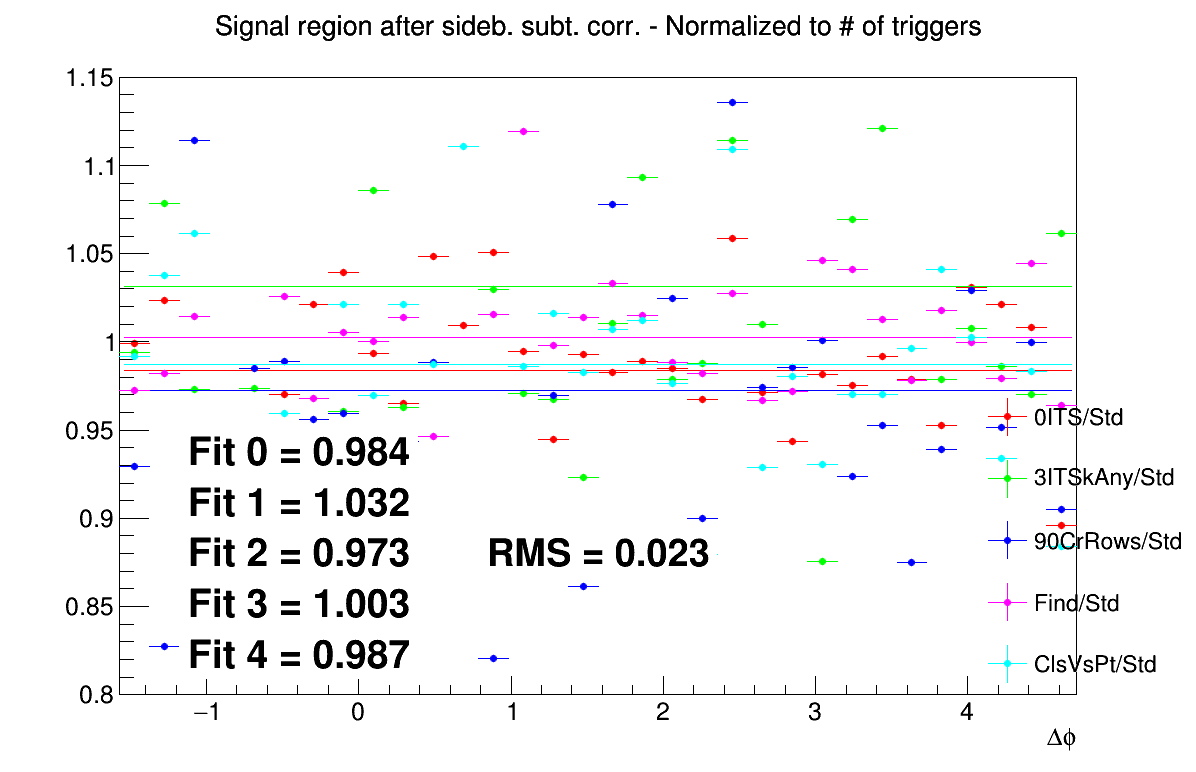 Signal region after sideb. subt. corr. - Normalized to # of triggers
1.15
1.1
1.05
1
0.95
0.9
0.85
0.8
Fit 0 = 0.984
Fit 1 = 1.032
Fit 2 = 0.973
Fit 3 = 1.003
Fit 4 = 0.987
RMS = 0.023
0ITS/Std
3ITSkAny/Std
90CrRows/Std
Find/Std
ClsVsPt/Std
−1 0 1 2 3 4
Δϕ